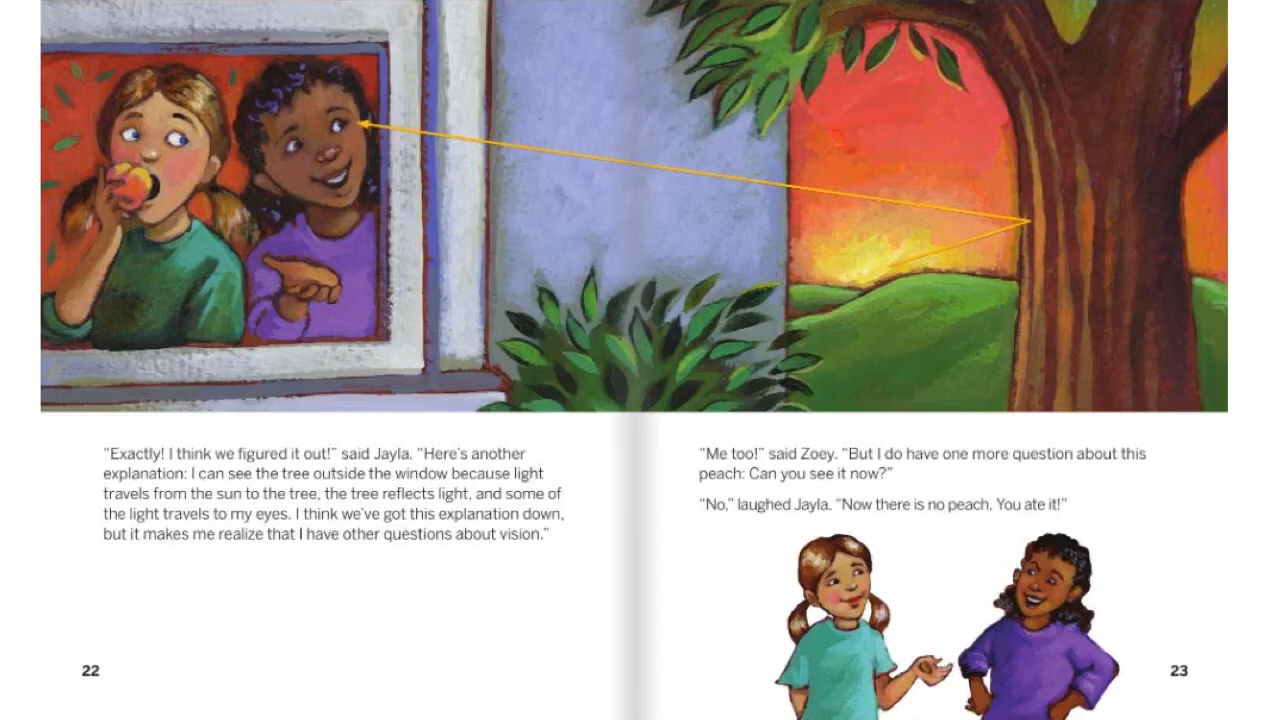 “Exactly! I think we figured it out!” said Jayla. “Here’s another
explanation: I can see the tree outside the window because light
travels from the sun to the tree, the tree reflects light, and some of
the light travels to my eyes. I think we’ve got this explanation down,
but it makes me realize that I have other questions about vision.”
22
“Me too!” said Zoey. “But I do have one more question about this
peach: Can you see it now?”
“No,” laughed Jayla. “Now there is no peach. You ate it!”
23